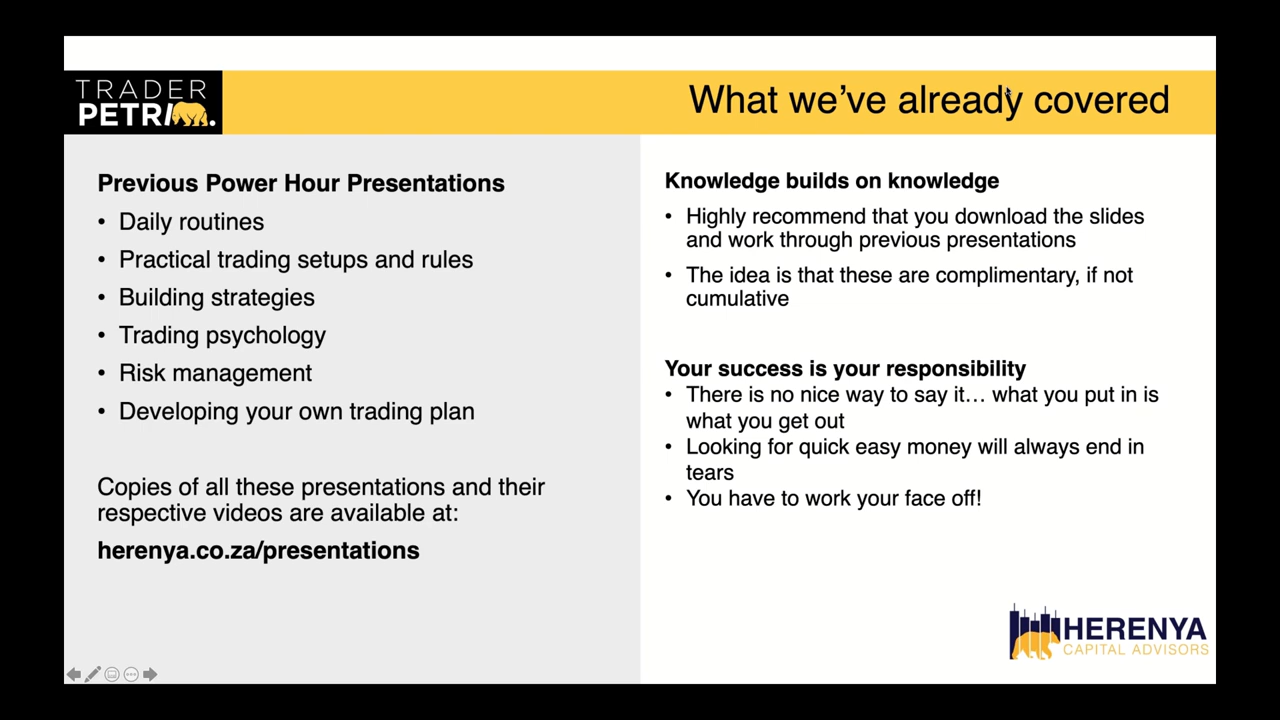 TRADER
PETRI.
What we've already covered
Previous Power Hour Presentations
• Daily routines
• Practical trading setups and rules
• Building strategies
• Trading psychology
• Risk management
• Developing your own trading plan
Copies of all these presentations and their
respective videos are available at:
herenya.co.za/presentations
Knowledge builds on knowledge
• Highly recommend that you download the slides
and work through previous presentations
• The idea is that these are complimentary, if not
cumulative
Your success is your responsibility
• There is no nice way to say it… what you put in is
what you get out
• Looking for quick easy money will always end in
tears
• You have to work your face off!
HERENYA
CAPITAL ADVISORS